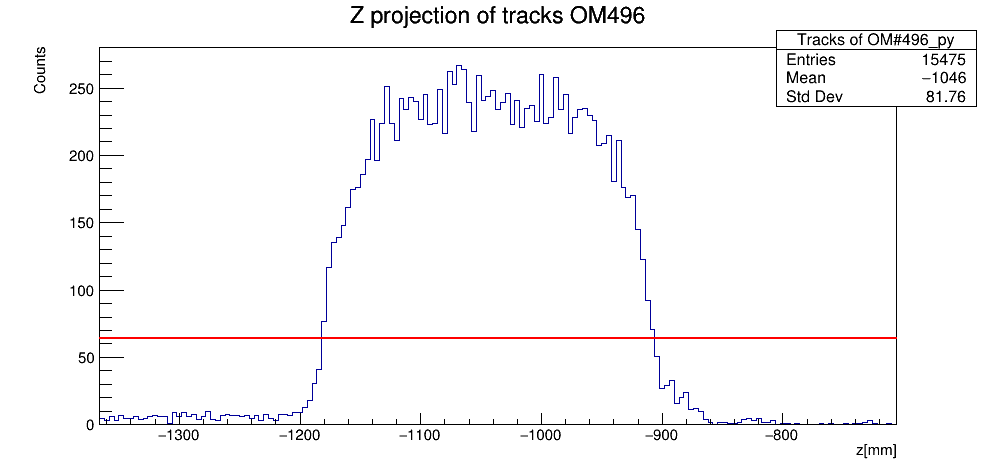 Z projection of tracks OM496
Tracks of OM#496_py
Entries 15475
Mean −1046
Std Dev 81.76
Counts
250
200
150
100
50
0
−1300 −1200 −1100 −1000 −900 −800
z[mm]